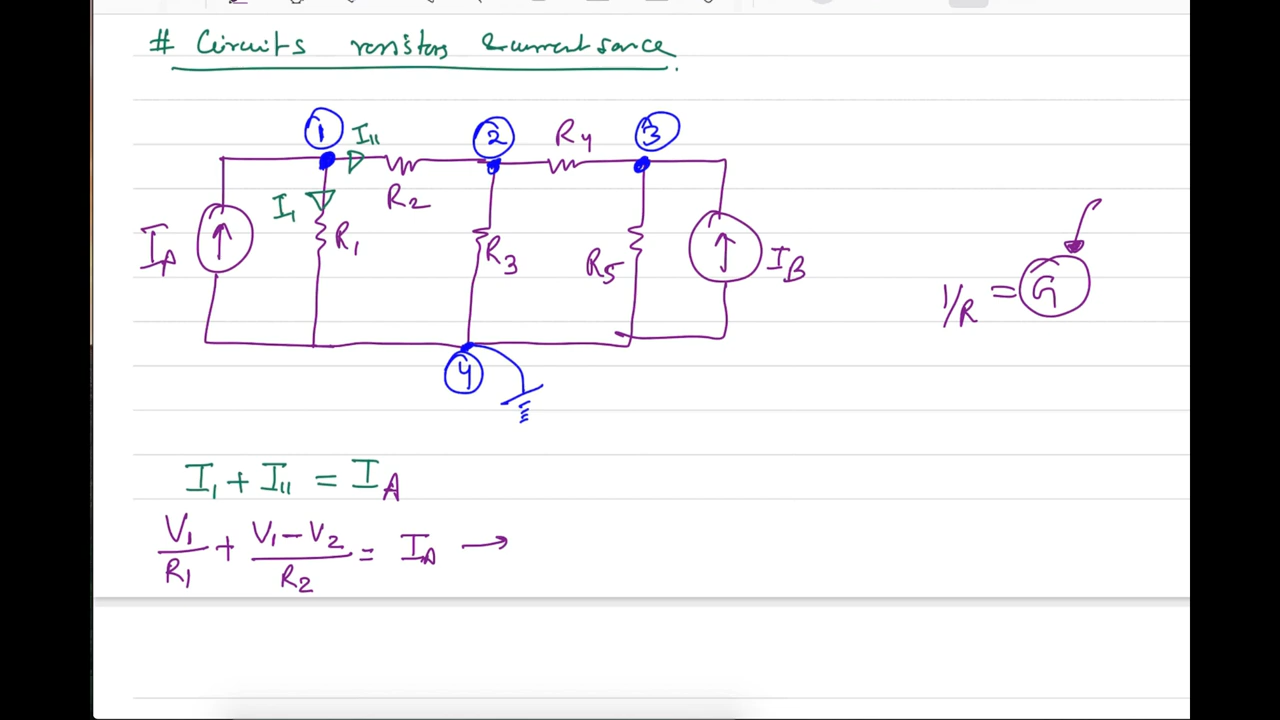 # Circuits resistors & current source
1 I11 2 R4 3
I1 R2
IA R1 R3 R5 IB
1/R = G
4
I1 + I11 = IA
V1/R1 + V1-V2/R2 = IA →